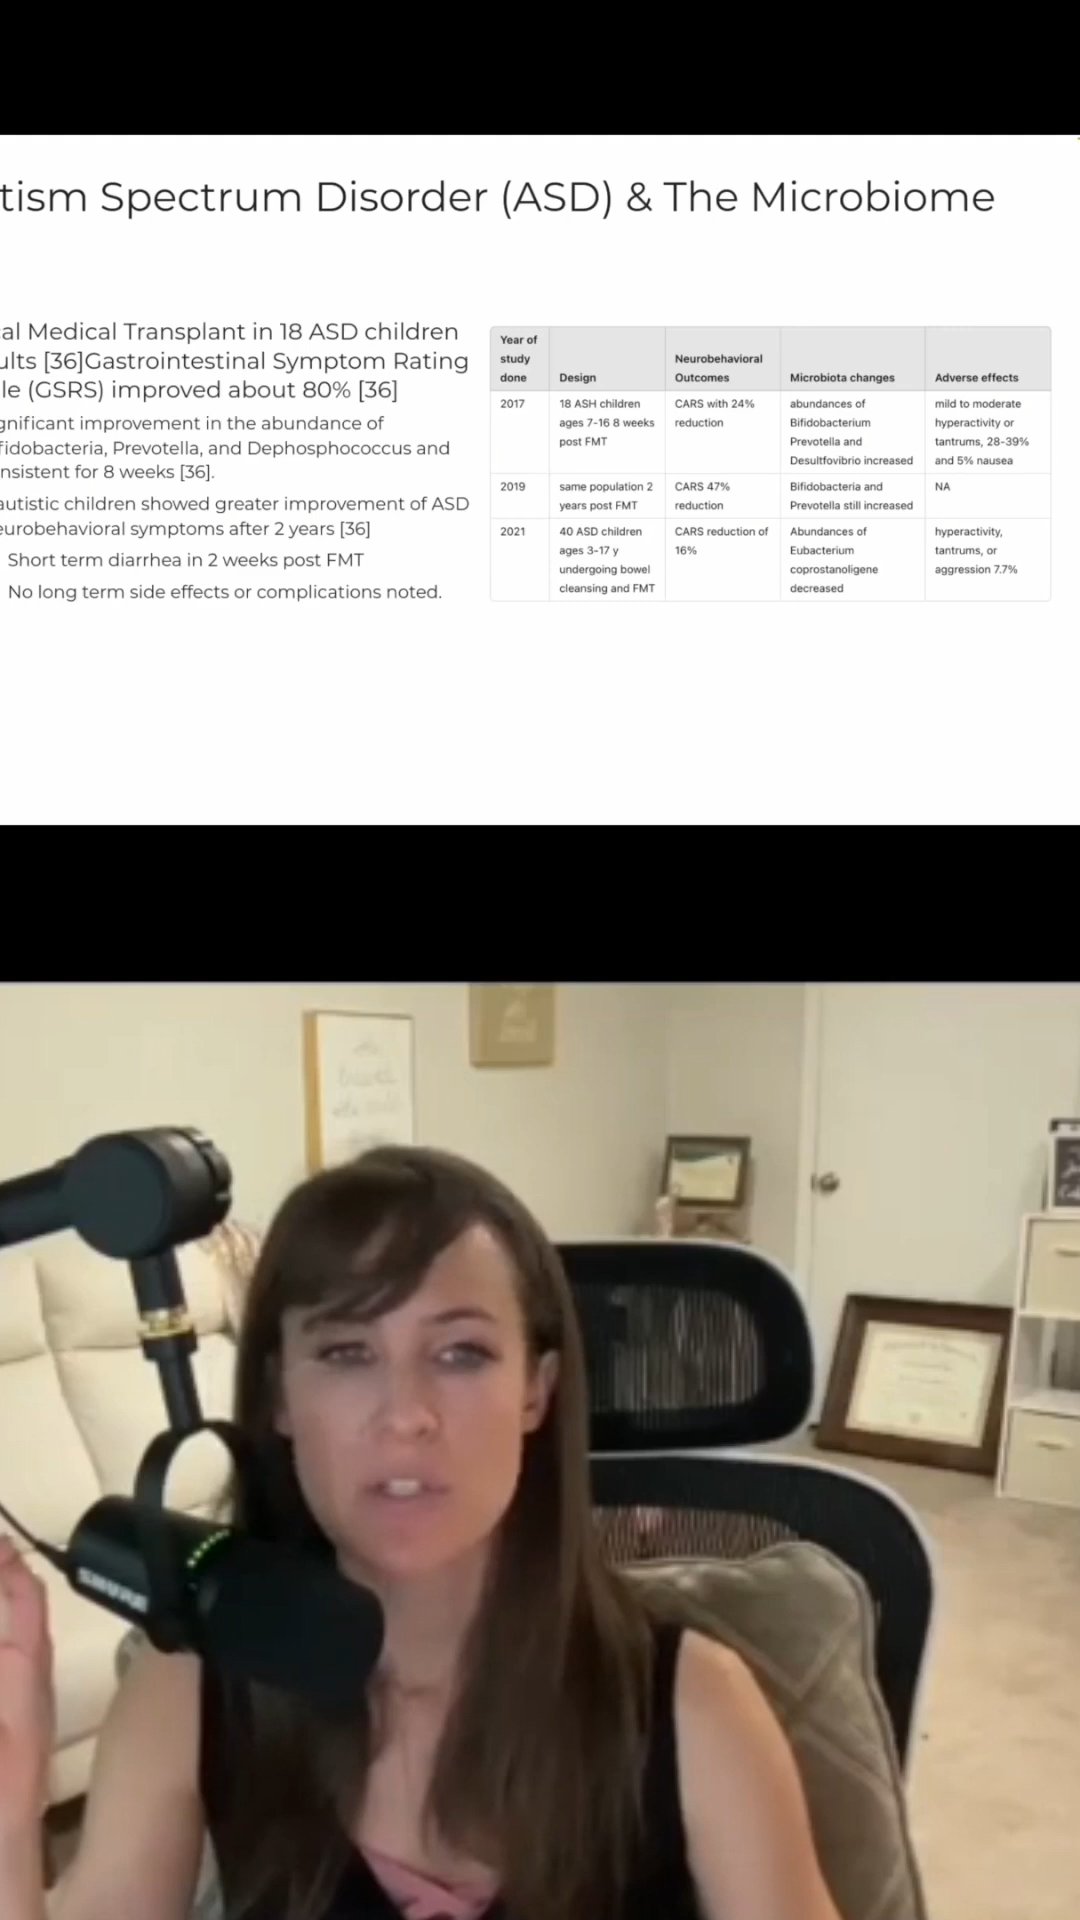 tism Spectrum Disorder (ASD) & The Microbiome
al Medical Transplant in 18 ASD children
ults [36]Gastrointestinal Symptom Rating
le (GSRS) improved about 80% [36]
gnificant improvement in the abundance of
fidobacteria, Prevotella, and Dephosphococcus and
nsistent for 8 weeks [36].
autistic children showed greater improvement of ASD
eurobehavioral symptoms after 2 years [36]
Short term diarrhea in 2 weeks post FMT
No long term side effects or complications noted.
Year of study done Design Neurobehavioral Outcomes Microbiota changes Adverse effects
2017 18 ASH children ages 7-16 8 weeks post FMT CARS with 24% reduction abundances of Bifidobacterium Prevotella and Desultfovibrio increased mild to moderate hyperactivity or tantrums, 28-39% and 5% nausea
2019 same population 2 years post FMT CARS 47% reduction Bifidobacteria and Prevotella still increased NA
2021 40 ASD children ages 3-17 y undergoing bowel cleansing and FMT CARS reduction of 16% Abundances of Eubacterium coprostanoligene decreased hyperactivity, tantrums, or aggression 7.7%
SHURE